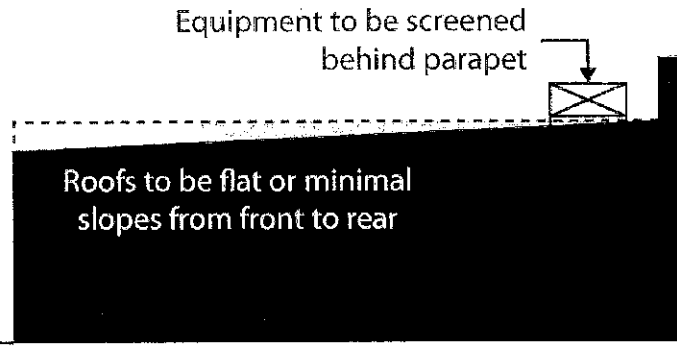 Equipment to be screened
behind parapet
Roofs to be flat or minimal
slopes from front to rear